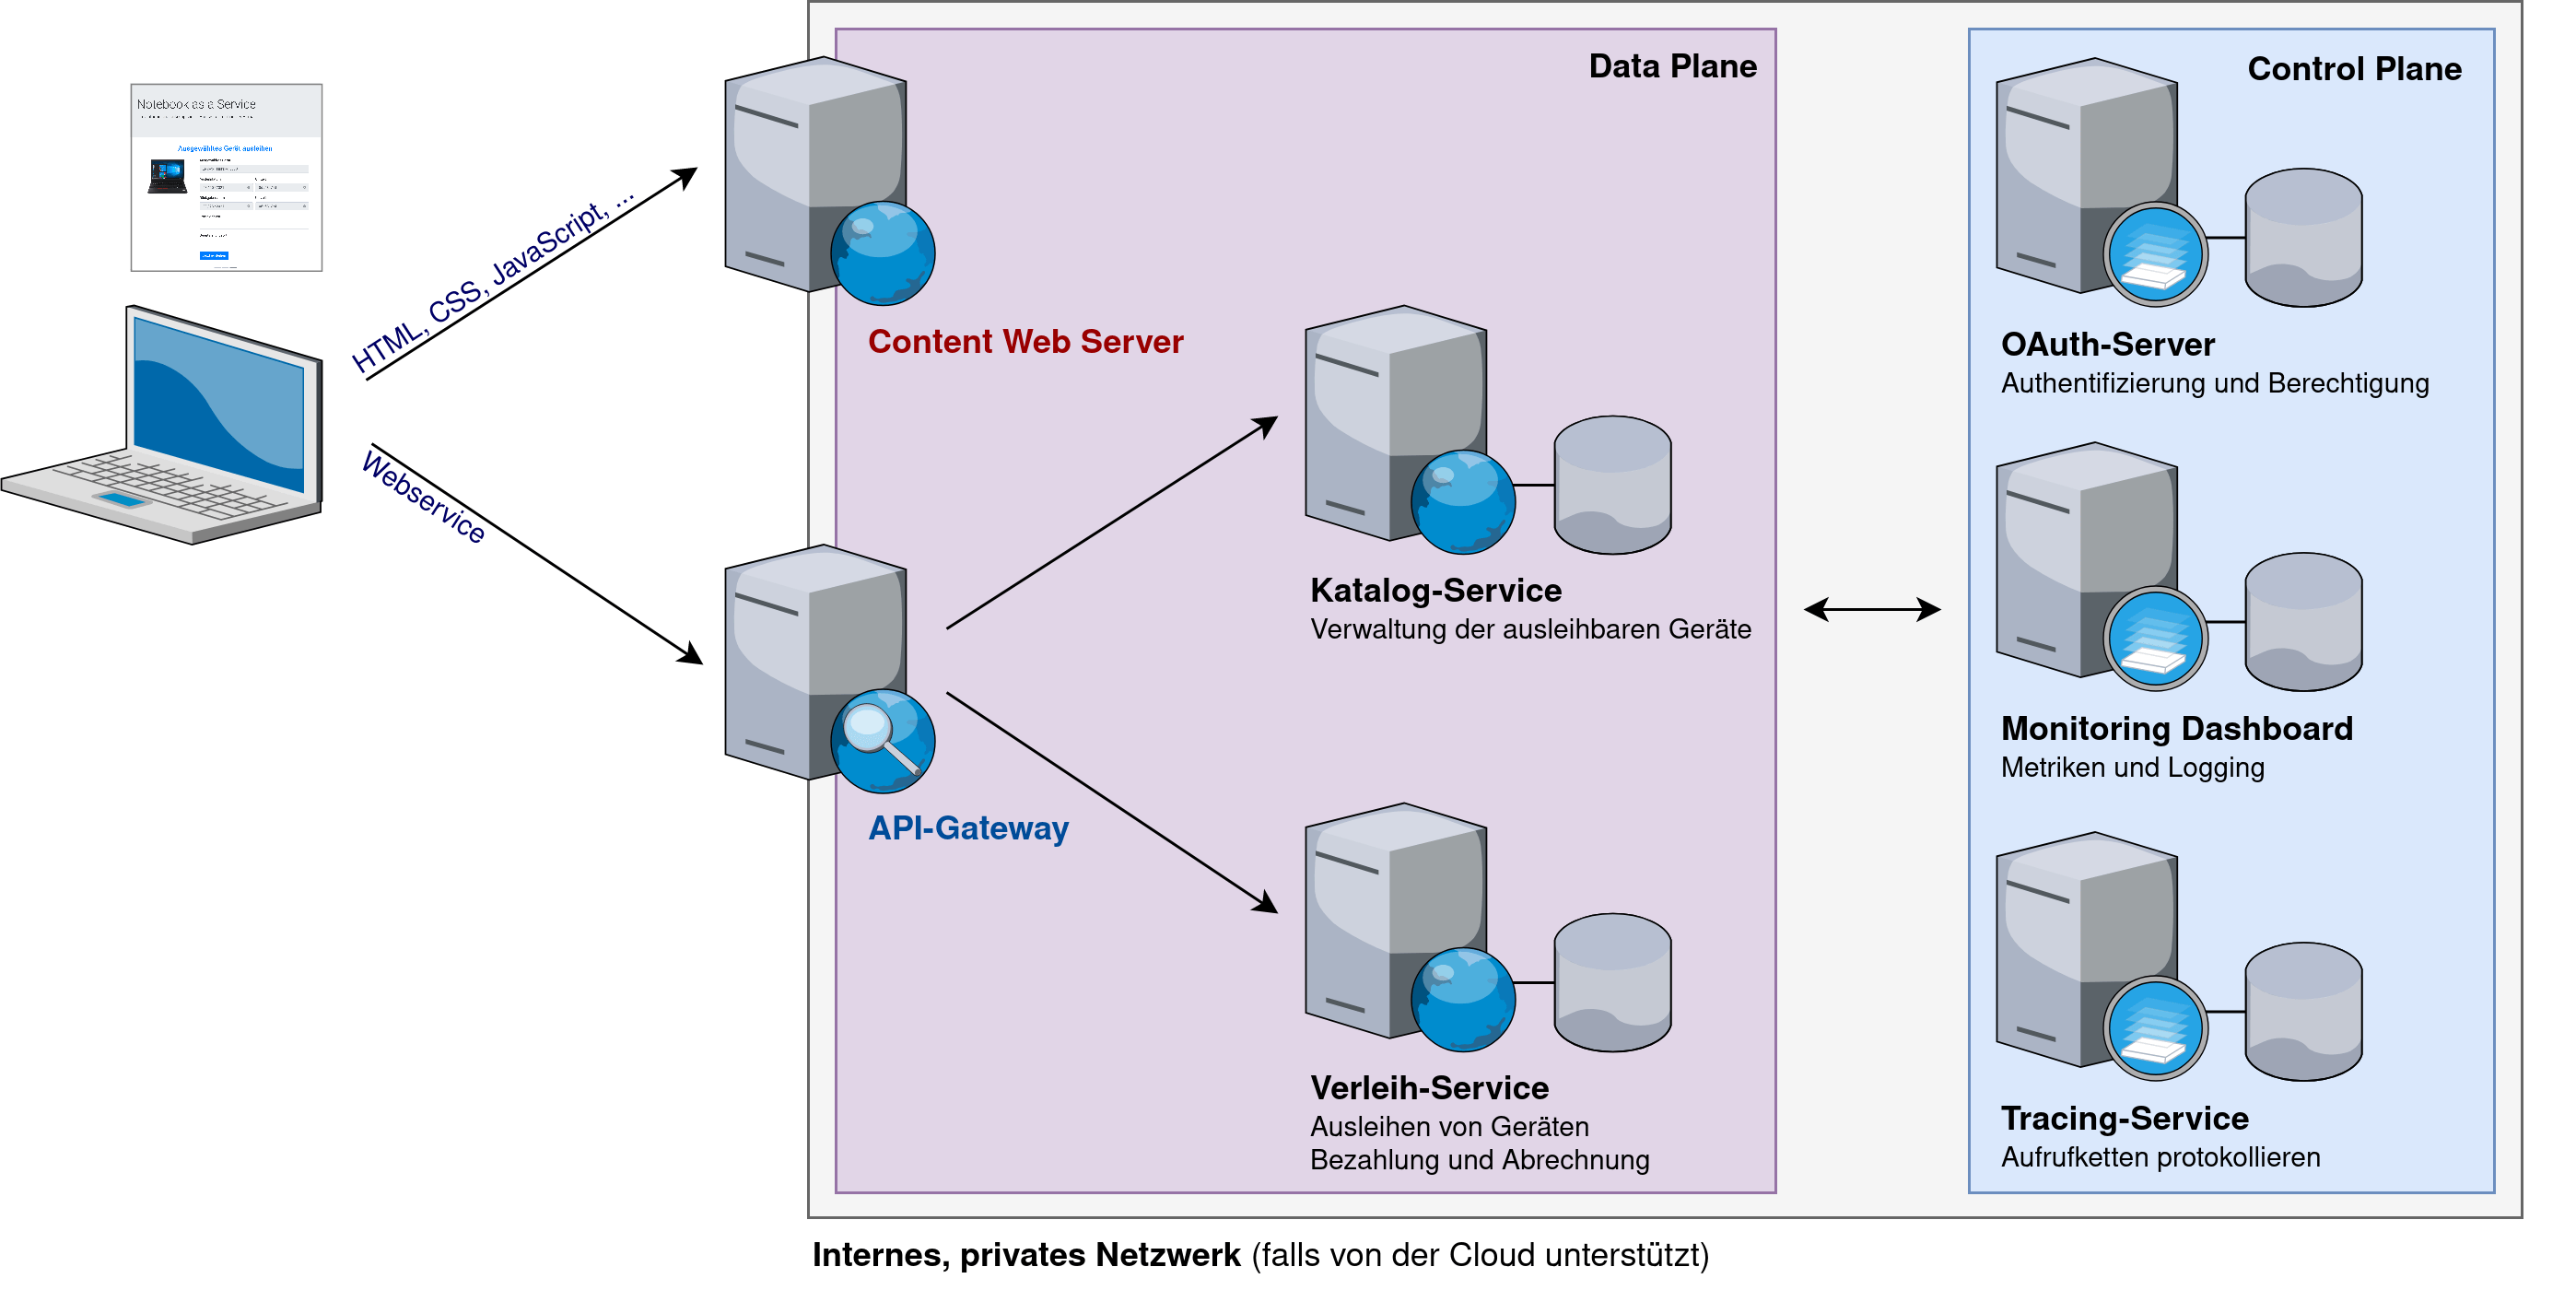 Notebook as a Service
Ausgewähltes Gerät ausleihen
HTML, CSS, JavaScript, ...
Webservice
Data Plane
Content Web Server
API-Gateway
Katalog-Service
Verwaltung der ausleihbaren Geräte
Verleih-Service
Ausleihen von Geräten
Bezahlung und Abrechnung
Control Plane
OAuth-Server
Authentifizierung und Berechtigung
Monitoring Dashboard
Metriken und Logging
Tracing-Service
Aufrufketten protokollieren
Internes, privates Netzwerk (falls von der Cloud unterstützt)